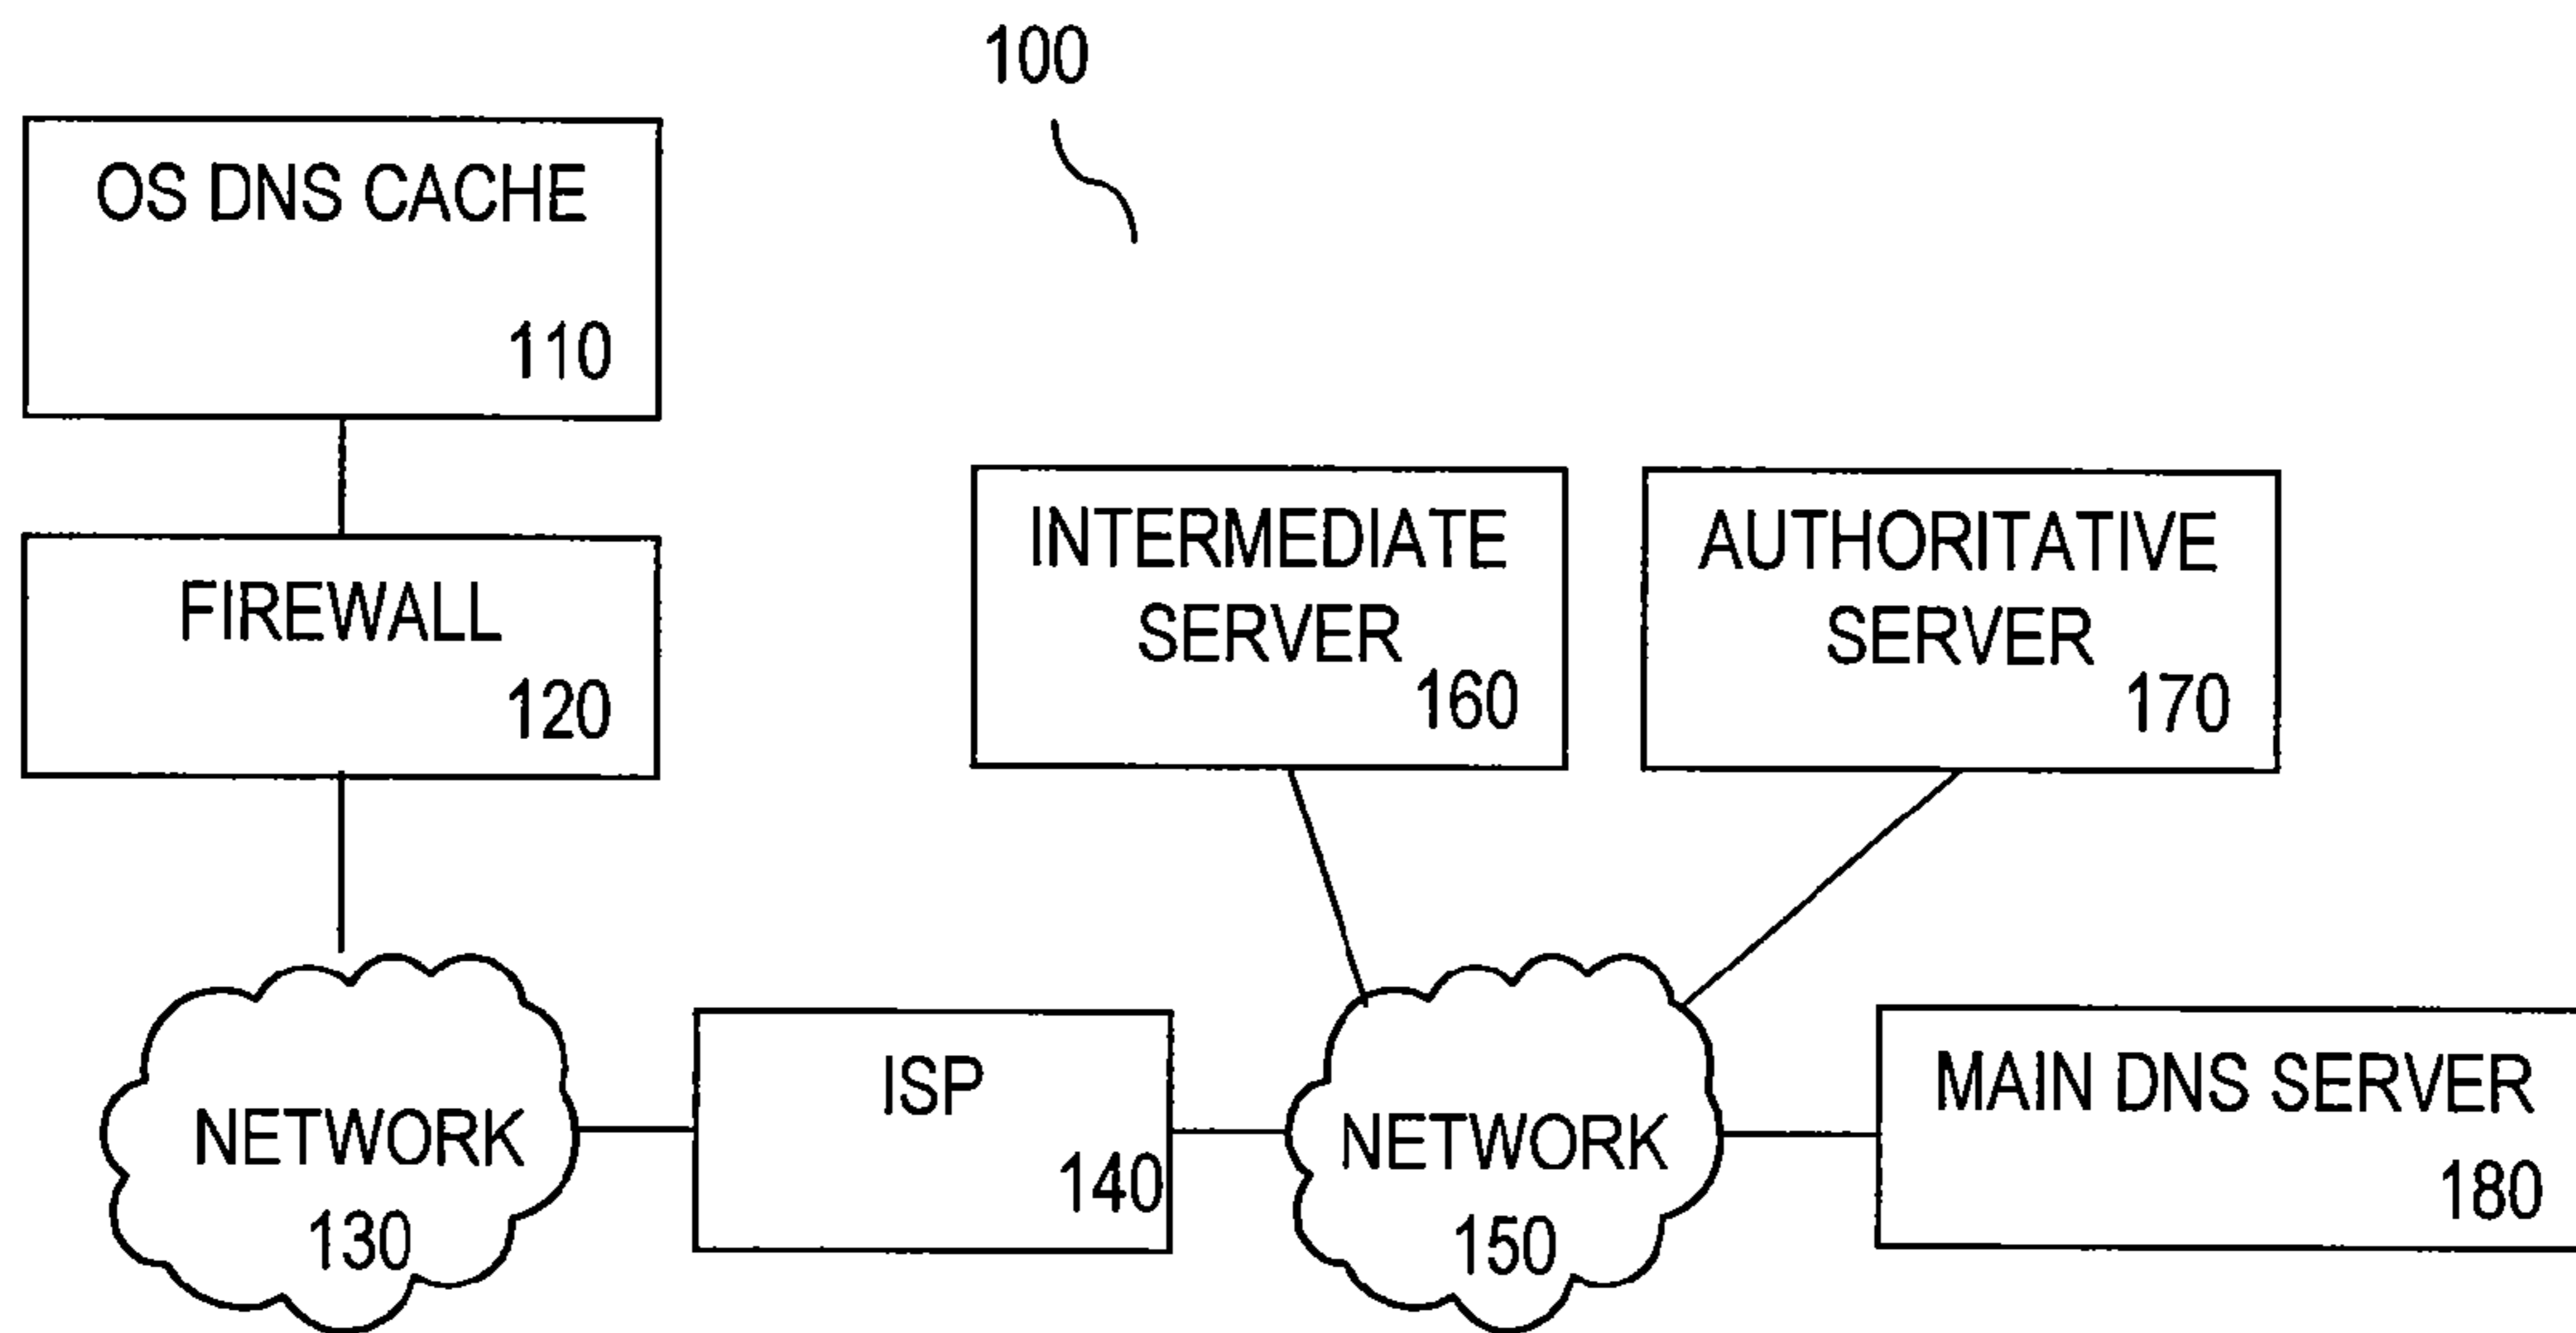 100
OS DNS CACHE
110
FIREWALL
120
INTERMEDIATE
SERVER
160
AUTHORITATIVE
SERVER
170
NETWORK
130
ISP
140
NETWORK
150
MAIN DNS SERVER
180